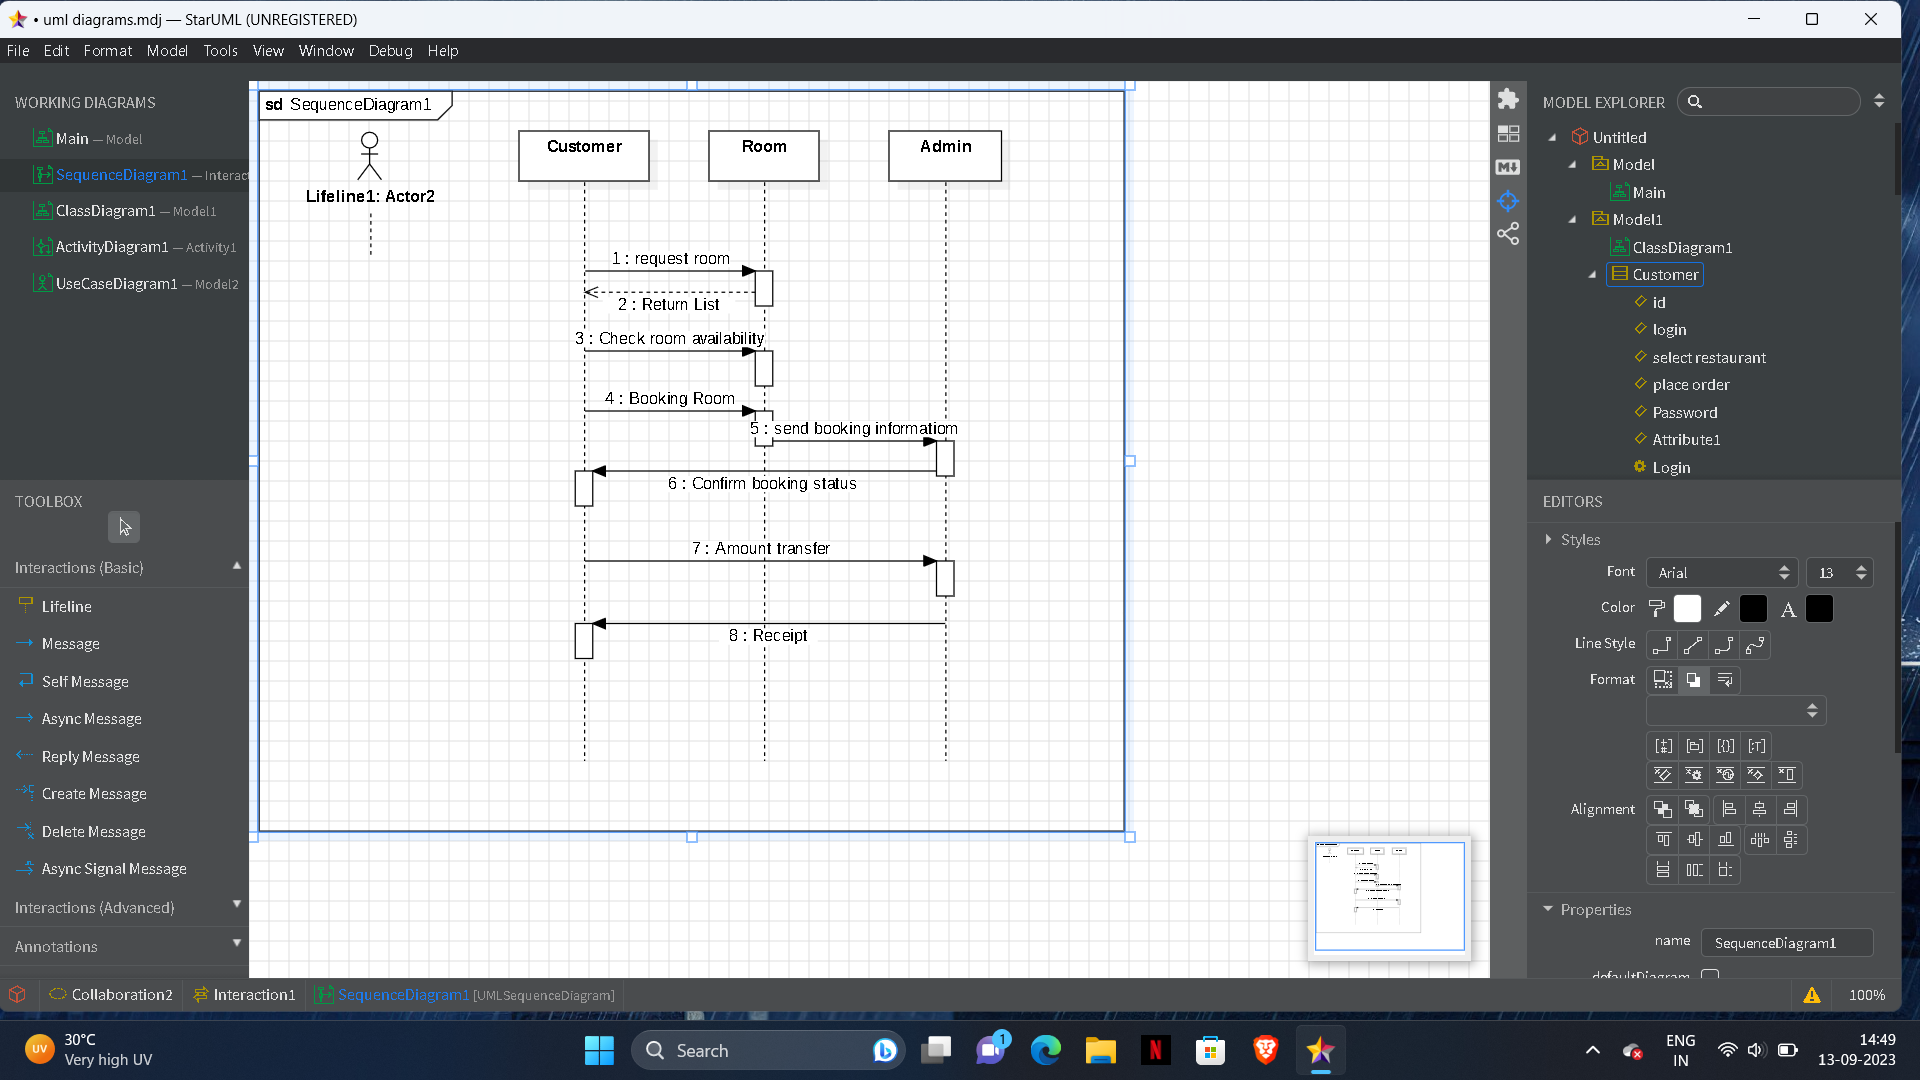 • uml diagrams.mdj — StarUML (UNREGISTERED)
File Edit Format Model Tools View Window Debug Help
WORKING DIAGRAMS
Main — Model
SequenceDiagram1 — Interact
ClassDiagram1 — Model1
ActivityDiagram1 — Activity1
UseCaseDiagram1 — Model2
TOOLBOX
Interactions (Basic)
Lifeline
Message
Self Message
Async Message
Reply Message
Create Message
Delete Message
Async Signal Message
Interactions (Advanced)
Annotations
sd SequenceDiagram1
Lifeline1: Actor2
Customer
Room
Admin
1 : request room
2 : Return List
3 : Check room availability
4 : Booking Room
5 : send booking information
6 : Confirm booking status
7 : Amount transfer
8 : Receipt
MODEL EXPLORER
Untitled
Model
Main
Model1
ClassDiagram1
Customer
id
login
select restaurant
place order
Password
Attribute1
Login
EDITORS
Styles
Font Arial 13
Color
Line Style
Format
Alignment
Properties
name SequenceDiagram1
defaultDiagram
Collaboration2 Interaction1 SequenceDiagram1 [UMLSequenceDiagram]
100%
UV
30°C
Very high UV
Search
1
ENG
IN
14:49
13-09-2023